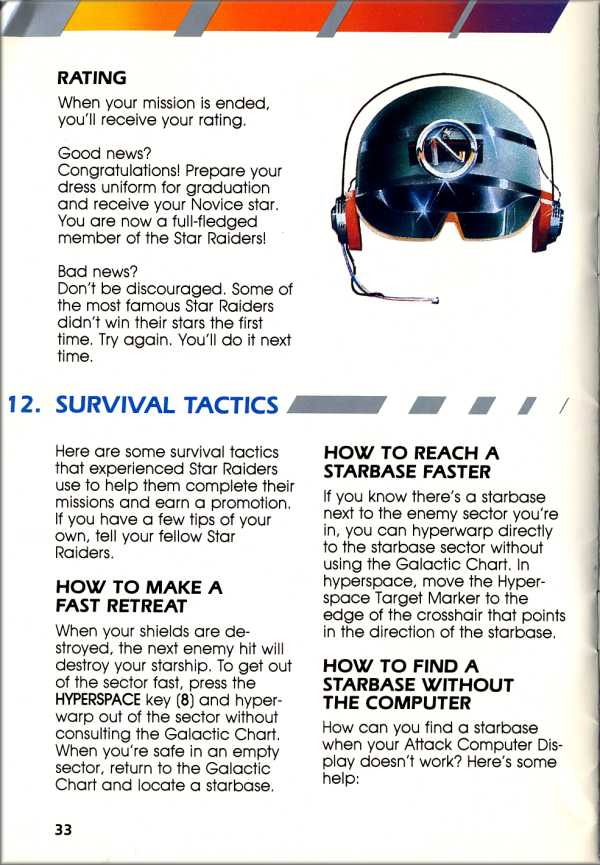 RATING
When your mission is ended,
you'll receive your rating.
Good news?
Congratulations! Prepare your
dress uniform for graduation
and receive your Novice star.
You are now a full-fledged
member of the Star Raiders!
Bad news?
Don't be discouraged. Some of
the most famous Star Raiders
didn't win their stars the first
time. Try again. You'll do it next
time.
N
12. SURVIVAL TACTICS
Here are some survival tactics
that experienced Star Raiders
use to help them complete their
missions and earn a promotion.
If you have a few tips of your
own, tell your fellow Star
Raiders.
HOW TO MAKE A
FAST RETREAT
When your shields are de-
stroyed, the next enemy hit will
destroy your starship. To get out
of the sector fast, press the
HYPERSPACE key (8) and hyper-
warp out of the sector without
consulting the Galactic Chart.
When you're safe in an empty
sector, return to the Galactic
Chart and locate a starbase.
HOW TO REACH A
STARBASE FASTER
If you know there's a starbase
next to the enemy sector you're
in, you can hyperwarp directly
to the starbase sector without
using the Galactic Chart. In
hyperspace, move the Hyper-
space Target Marker to the
edge of the crosshair that points
in the direction of the starbase.
HOW TO FIND A
STARBASE WITHOUT
THE COMPUTER
How can you find a starbase
when your Attack Computer Dis-
play doesn't work? Here's some
help:
33